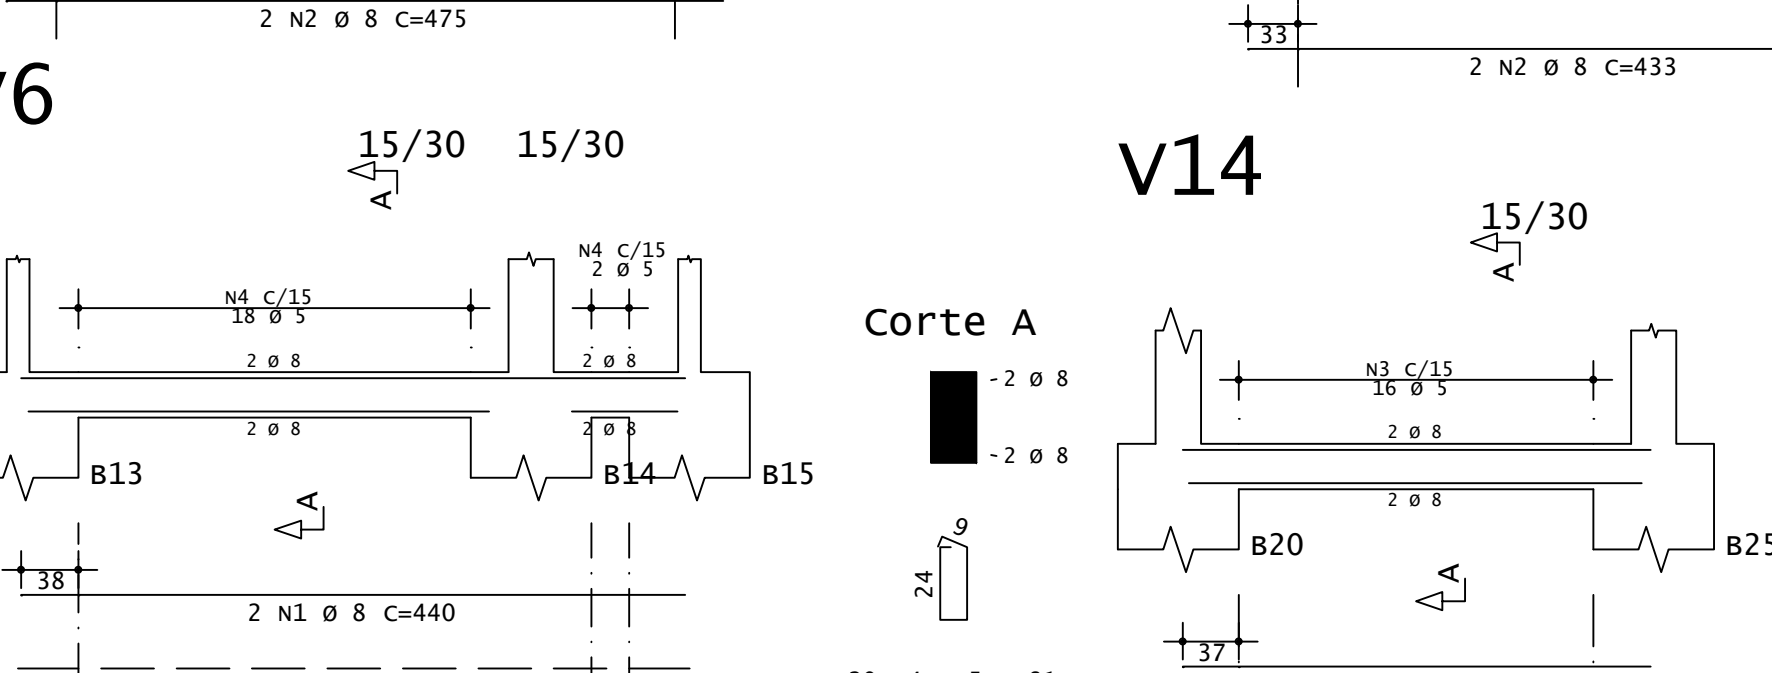 2 N2 Ø 8 C=475
33
2 N2 Ø 8 C=433
6
15/30 15/30
A
V14
15/30
A
N4 C/15
2 Ø 5
N4 C/15
18 Ø 5
2 Ø 8 2 Ø 8
2 Ø 8 2 Ø 8
B13 B14 B15
A
38
2 N1 Ø 8 C=440
Corte A
-2 Ø 8
-2 Ø 8
9
24
N3 C/15
16 Ø 5
2 Ø 8
2 Ø 8
B20 B25
A
37